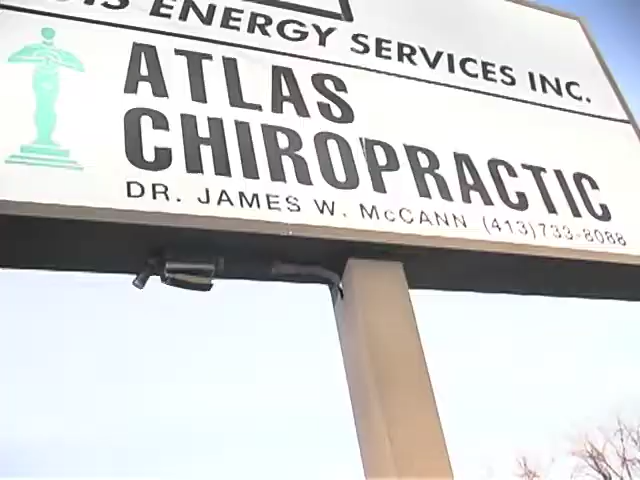 ENERGY SERVICES INC.
ATLAS
CHIROPRACTIC
DR. JAMES W. McCANN (413)733-8088